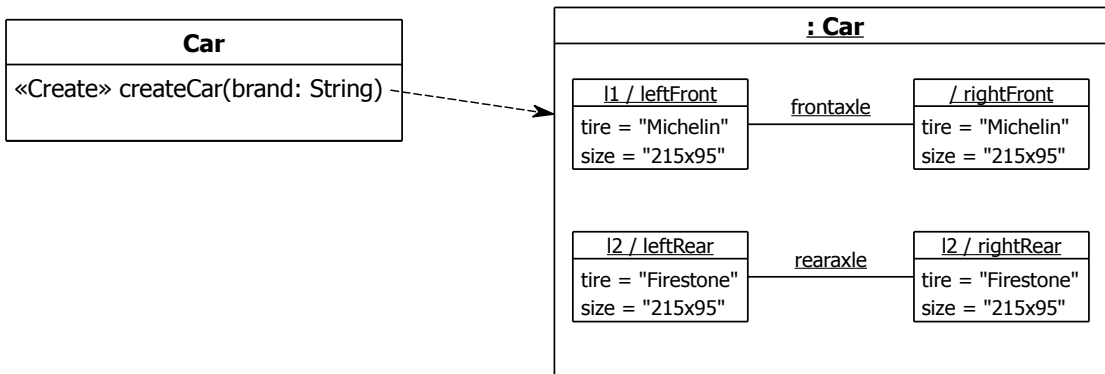 Car
«Create» createCar(brand: String)
: Car
l1 / leftFront
tire = "Michelin"
size = "215x95"
frontaxle
/ rightFront
tire = "Michelin"
size = "215x95"
l2 / leftRear
tire = "Firestone"
size = "215x95"
rearaxle
l2 / rightRear
tire = "Firestone"
size = "215x95"